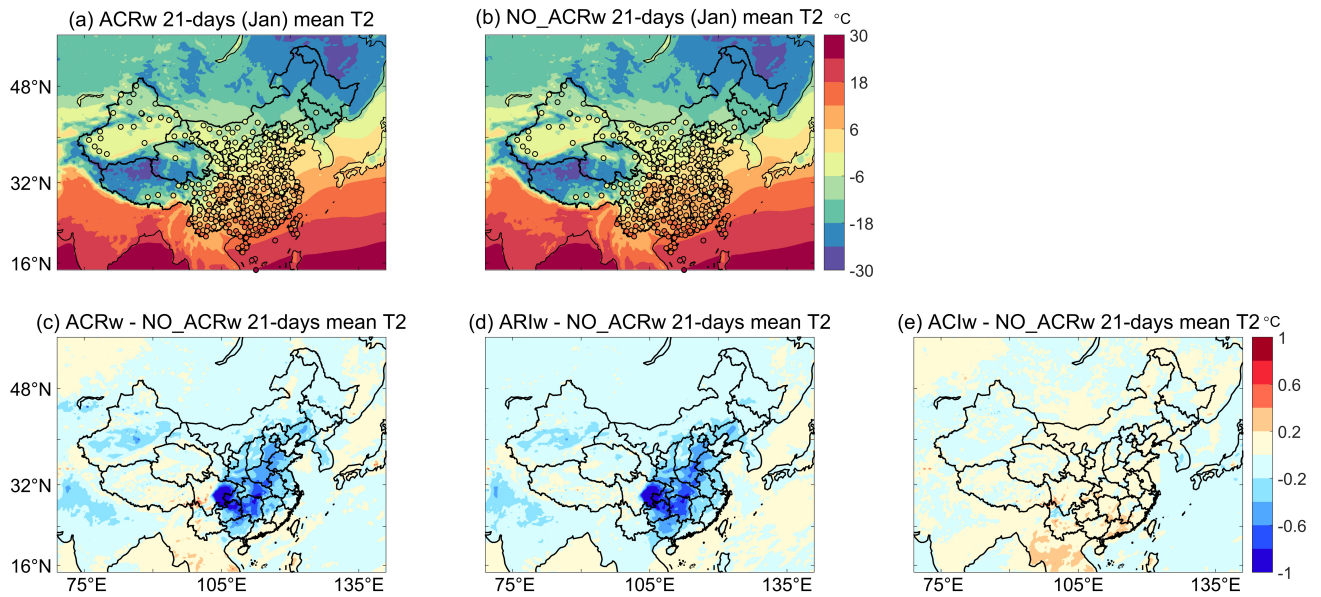 (a) ACRw 21-days (Jan) mean T2
(b) NO_ACRw 21-days (Jan) mean T2 °C
48°N
32°N
16°N
30
18
6
-6
-18
-30
(c) ACRw - NO_ACRw 21-days mean T2
(d) ARIw - NO_ACRw 21-days mean T2
(e) ACIw - NO_ACRw 21-days mean T2 °C
48°N
32°N
16°N
1
0.6
0.2
-0.2
-0.6
-1
75°E 105°E 135°E
75°E 105°E 135°E
75°E 105°E 135°E